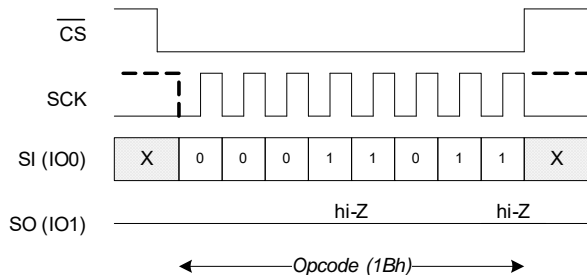 CS
SCK
SI (IO0) X 0 0 0 1 1 0 1 1 X
hi-Z hi-Z
SO (IO1)
Opcode (1Bh)